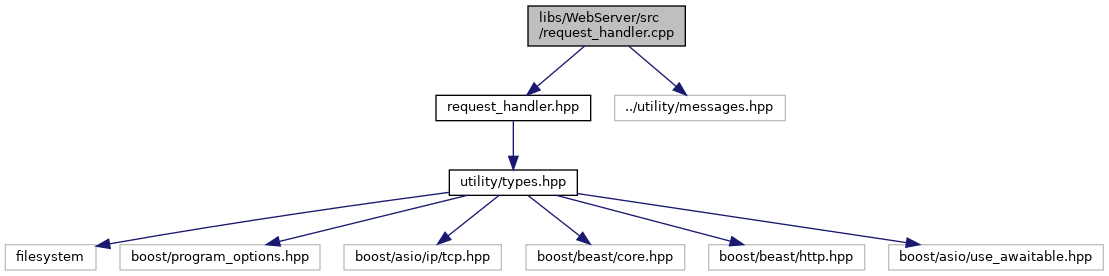 libs/WebServer/src
/request_handler.cpp
request_handler.hpp
../utility/messages.hpp
utility/types.hpp
filesystem
boost/program_options.hpp
boost/asio/ip/tcp.hpp
boost/beast/core.hpp
boost/beast/http.hpp
boost/asio/use_awaitable.hpp